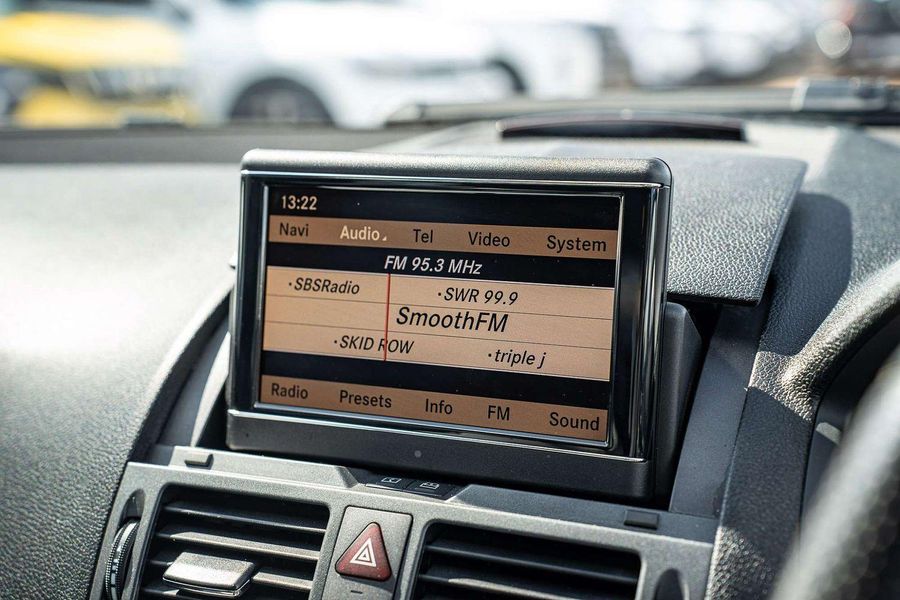 13:22
Navi Audio Tel Video System
FM 95.3 MHz
·SBSRadio ·SWR 99.9
SmoothFM
·SKID ROW ·triple j
Radio Presets Info FM Sound